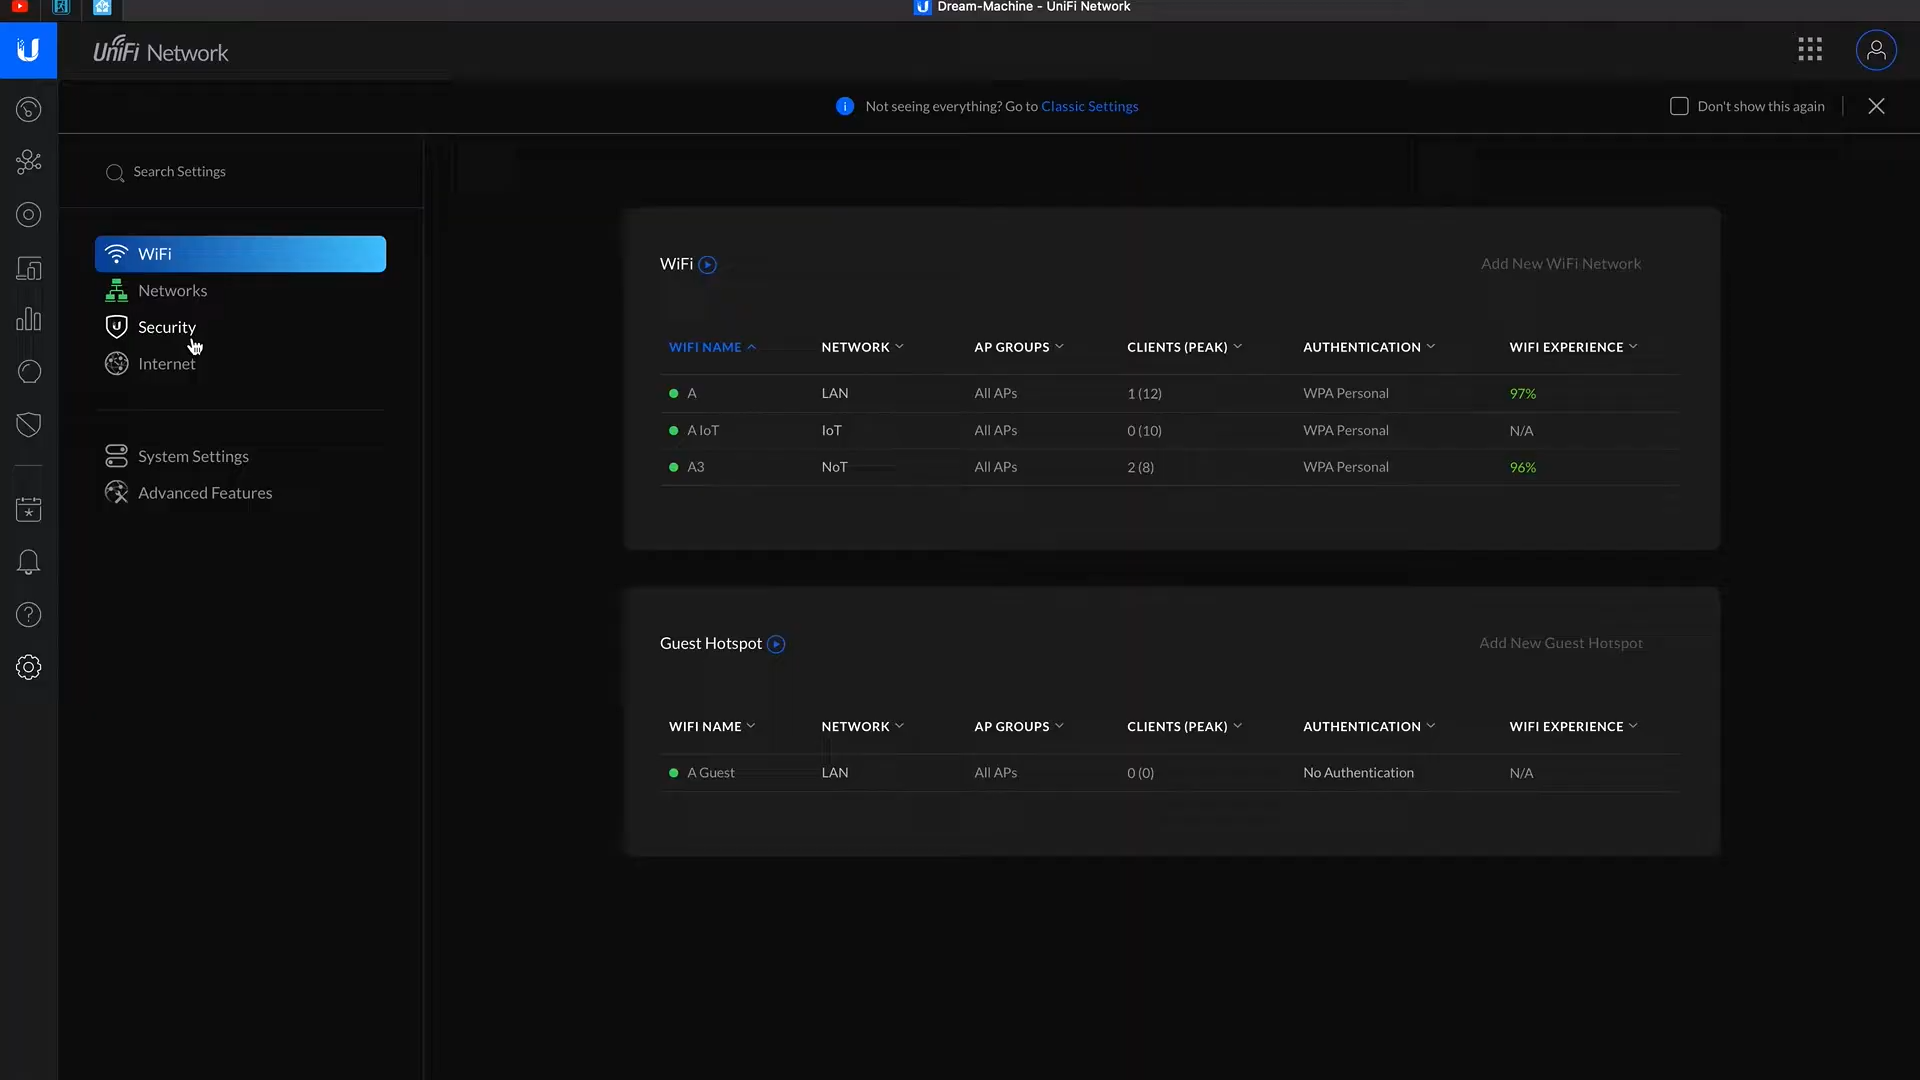 Dream-Machine - UniFi Network
UniFi Network
Not seeing everything? Go to Classic Settings
Don't show this again
Search Settings
WiFi
Networks
Security
Internet
System Settings
Advanced Features
WiFi
Add New WiFi Network
WIFI NAME NETWORK AP GROUPS CLIENTS (PEAK) AUTHENTICATION WIFI EXPERIENCE
A LAN All APs 1 (12) WPA Personal 97%
A IoT IoT All APs 0 (10) WPA Personal N/A
A3 NoT All APs 2 (8) WPA Personal 96%
Guest Hotspot
Add New Guest Hotspot
WIFI NAME NETWORK AP GROUPS CLIENTS (PEAK) AUTHENTICATION WIFI EXPERIENCE
A Guest LAN All APs 0 (0) No Authentication N/A